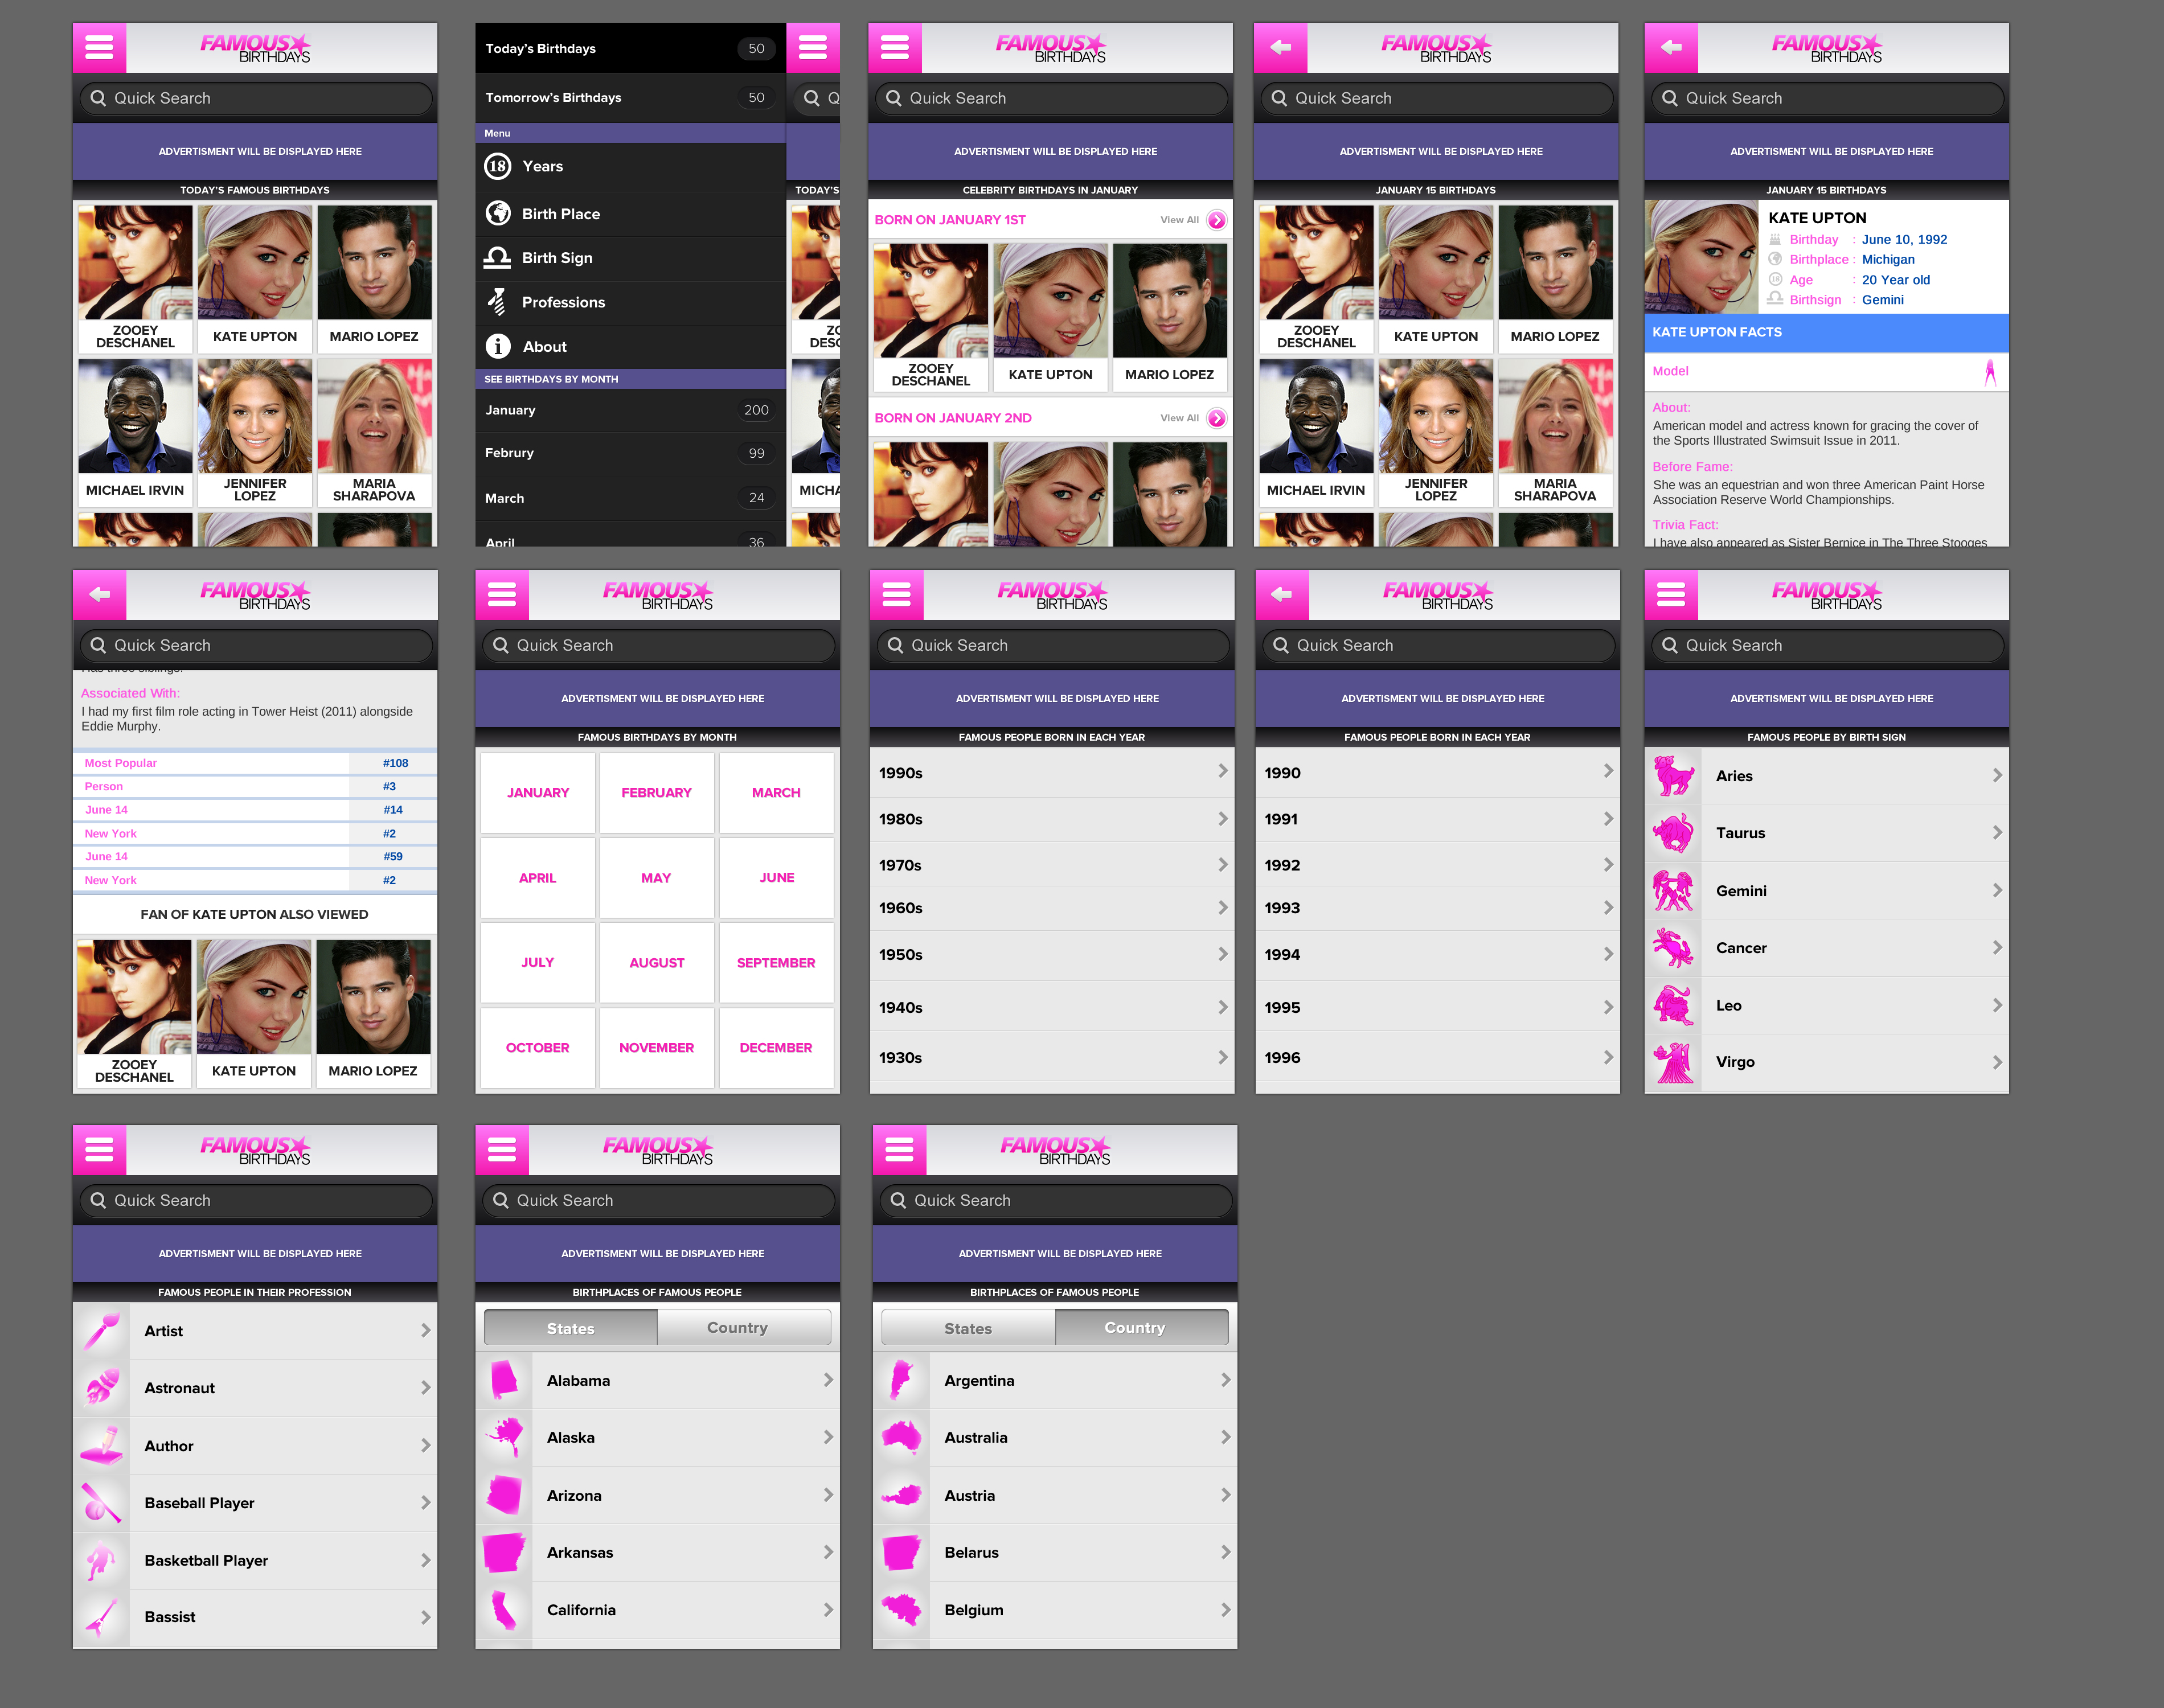 FAMOUS
BIRTHDAYS
Quick Search
ADVERTISMENT WILL BE DISPLAYED HERE
TODAY'S FAMOUS BIRTHDAYS
ZOOEY
DESCHANEL
KATE UPTON
MARIO LOPEZ
MICHAEL IRVIN
JENNIFER
LOPEZ
MARIA
SHARAPOVA
Today's Birthdays 50
Tomorrow's Birthdays 50
Menu
18 Years
Birth Place
Birth Sign
Professions
i About
SEE BIRTHDAYS BY MONTH
January 200
Februry 99
March 24
April 36
Q
TODAY'S
ZO
DESC
MICHA
FAMOUS
BIRTHDAYS
Quick Search
ADVERTISMENT WILL BE DISPLAYED HERE
CELEBRITY BIRTHDAYS IN JANUARY
BORN ON JANUARY 1ST View All
ZOOEY
DESCHANEL
KATE UPTON
MARIO LOPEZ
BORN ON JANUARY 2ND View All
FAMOUS
BIRTHDAYS
Quick Search
ADVERTISMENT WILL BE DISPLAYED HERE
JANUARY 15 BIRTHDAYS
ZOOEY
DESCHANEL
KATE UPTON
MARIO LOPEZ
MICHAEL IRVIN
JENNIFER
LOPEZ
MARIA
SHARAPOVA
FAMOUS
BIRTHDAYS
Quick Search
ADVERTISMENT WILL BE DISPLAYED HERE
JANUARY 15 BIRTHDAYS
KATE UPTON
Birthday : June 10, 1992
Birthplace : Michigan
18 Age : 20 Year old
Birthsign : Gemini
KATE UPTON FACTS
Model
About:
American model and actress known for gracing the cover of
the Sports Illustrated Swimsuit Issue in 2011.
Before Fame:
She was an equestrian and won three American Paint Horse
Association Reserve World Championships.
Trivia Fact:
I have also appeared as Sister Bernice in The Three Stooges
FAMOUS
BIRTHDAYS
Quick Search
Has three siblings.
Associated With:
I had my first film role acting in Tower Heist (2011) alongside
Eddie Murphy.
Most Popular #108
Person #3
June 14 #14
New York #2
June 14 #59
New York #2
FAN OF KATE UPTON ALSO VIEWED
ZOOEY
DESCHANEL
KATE UPTON
MARIO LOPEZ
FAMOUS
BIRTHDAYS
Quick Search
ADVERTISMENT WILL BE DISPLAYED HERE
FAMOUS BIRTHDAYS BY MONTH
JANUARY FEBRUARY MARCH
APRIL MAY JUNE
JULY AUGUST SEPTEMBER
OCTOBER NOVEMBER DECEMBER
FAMOUS
BIRTHDAYS
Quick Search
ADVERTISMENT WILL BE DISPLAYED HERE
FAMOUS PEOPLE BORN IN EACH YEAR
1990s
1980s
1970s
1960s
1950s
1940s
1930s
FAMOUS
BIRTHDAYS
Quick Search
ADVERTISMENT WILL BE DISPLAYED HERE
FAMOUS PEOPLE BORN IN EACH YEAR
1990
1991
1992
1993
1994
1995
1996
FAMOUS
BIRTHDAYS
Quick Search
ADVERTISMENT WILL BE DISPLAYED HERE
FAMOUS PEOPLE BY BIRTH SIGN
Aries
Taurus
Gemini
Cancer
Leo
Virgo
FAMOUS
BIRTHDAYS
Quick Search
ADVERTISMENT WILL BE DISPLAYED HERE
FAMOUS PEOPLE IN THEIR PROFESSION
Artist
Astronaut
Author
Baseball Player
Basketball Player
Bassist
FAMOUS
BIRTHDAYS
Quick Search
ADVERTISMENT WILL BE DISPLAYED HERE
BIRTHPLACES OF FAMOUS PEOPLE
States Country
Alabama
Alaska
Arizona
Arkansas
California
FAMOUS
BIRTHDAYS
Quick Search
ADVERTISMENT WILL BE DISPLAYED HERE
BIRTHPLACES OF FAMOUS PEOPLE
States Country
Argentina
Australia
Austria
Belarus
Belgium